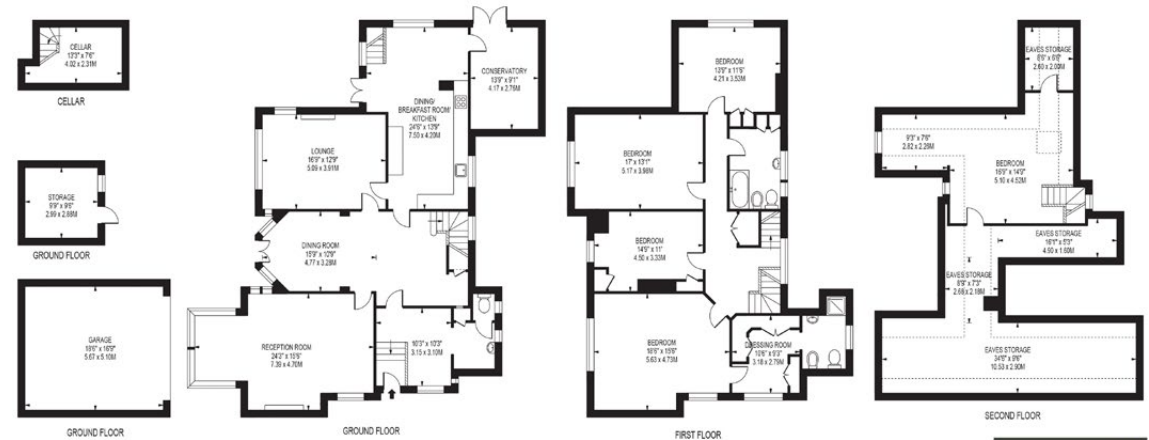 CELLAR
13'3" x 7'6"
4.02 x 2.31M
CELLAR
STORAGE
9'9" x 9'5"
2.99 x 2.88M
GROUND FLOOR
GARAGE
18'6" x 16'9"
5.67 x 5.10M
GROUND FLOOR
DINING/
BREAKFAST ROOM/
KITCHEN
24'6" x 13'9"
7.50 x 4.20M
CONSERVATORY
13'9" x 9'1"
4.17 x 2.76M
LOUNGE
16'9" x 12'9"
5.09 x 3.91M
DINING ROOM
15'9" x 10'9"
4.77 x 3.28M
RECEPTION ROOM
24'2" x 15'5"
7.39 x 4.70M
10'3" x 10'3"
3.15 x 3.10M
GROUND FLOOR
BEDROOM
13'9" x 11'6"
4.21 x 3.53M
BEDROOM
17' x 13'1"
5.17 x 3.98M
BEDROOM
14'9" x 11'
4.50 x 3.33M
BEDROOM
18'6" x 15'6"
5.63 x 4.73M
DRESSING ROOM
10'6" x 9'3"
3.18 x 2.79M
FIRST FLOOR
EAVES STORAGE
2.60 x 2.00M
9'3" x 7'6"
2.82 x 2.29M
BEDROOM
16'9" x 14'9"
5.10 x 4.52M
EAVES STORAGE
16'1" x 5'3"
4.90 x 1.60M
EAVES STORAGE
8'9" x 7'3"
2.68 x 2.18M
EAVES STORAGE
34'6" x 9'6"
10.53 x 2.90M
SECOND FLOOR